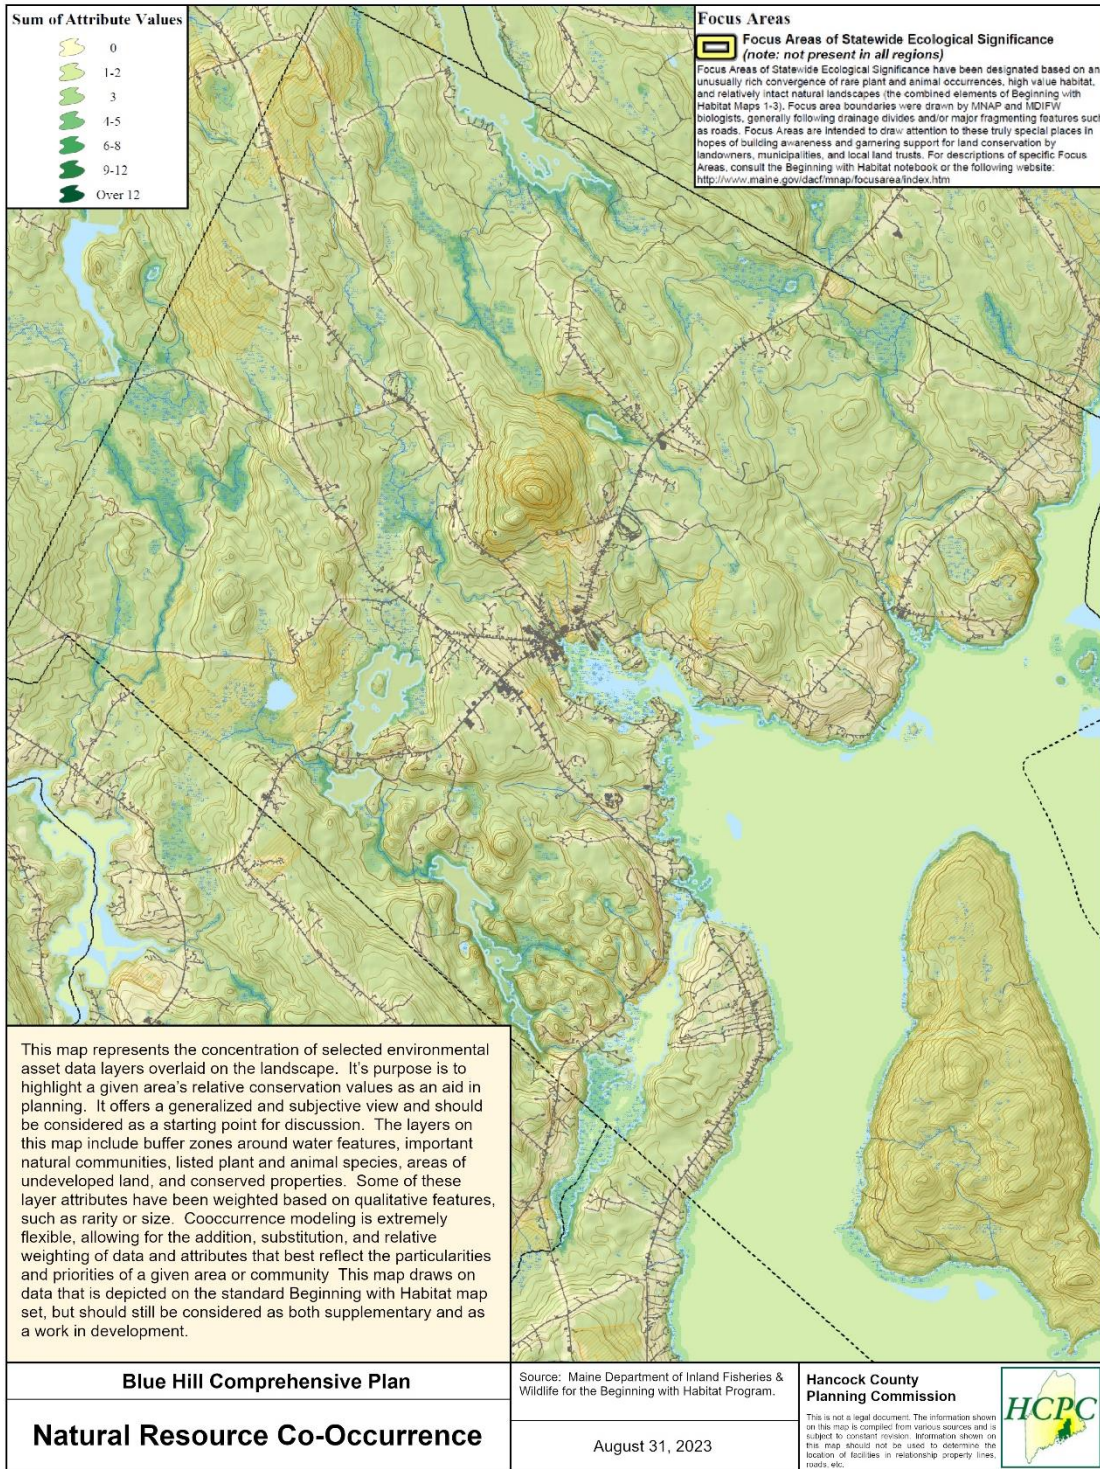 Sum of Attribute Values
0
1-2
3
4-5
6-8
9-12
Over 12
Focus Areas
Focus Areas of Statewide Ecological Significance
(note: not present in all regions)
Focus Areas of Statewide Ecological Significance have been designated based on an
unusually rich convergence of rare plant and animal occurrences, high value habitat,
and relatively intact natural landscapes (the combined elements of Beginning with
Habitat Maps 1-3). Focus area boundaries were drawn by MNAP and MDIFW
biologists, generally following drainage divides and/or major fragmenting features such
as roads. Focus Areas are intended to draw attention to these truly special places in
hopes of building awareness and garnering support for land conservation by
landowners, municipalities, and local land trusts. For descriptions of specific Focus
Areas, consult the Beginning with Habitat notebook or the following website:
http://www.maine.gov/dacf/mnap/focusarea/index.htm
This map represents the concentration of selected environmental
asset data layers overlaid on the landscape. It's purpose is to
highlight a given area's relative conservation values as an aid in
planning. It offers a generalized and subjective view and should
be considered as a starting point for discussion. The layers on
this map include buffer zones around water features, important
natural communities, listed plant and animal species, areas of
undeveloped land, and conserved properties. Some of these
layer attributes have been weighted based on qualitative features,
such as rarity or size. Cooccurrence modeling is extremely
flexible, allowing for the addition, substitution, and relative
weighting of data and attributes that best reflect the particularities
and priorities of a given area or community This map draws on
data that is depicted on the standard Beginning with Habitat map
set, but should still be considered as both supplementary and as
a work in development.
Blue Hill Comprehensive Plan
Natural Resource Co-Occurrence
Source: Maine Department of Inland Fisheries &
Wildlife for the Beginning with Habitat Program.
August 31, 2023
Hancock County
Planning Commission
This is not a legal document. The information shown
on this map is compiled from various sources and is
subject to constant revision. Information shown on
this map should not be used to determine the
location of facilities in relationship property lines,
roads, etc.
HCPC